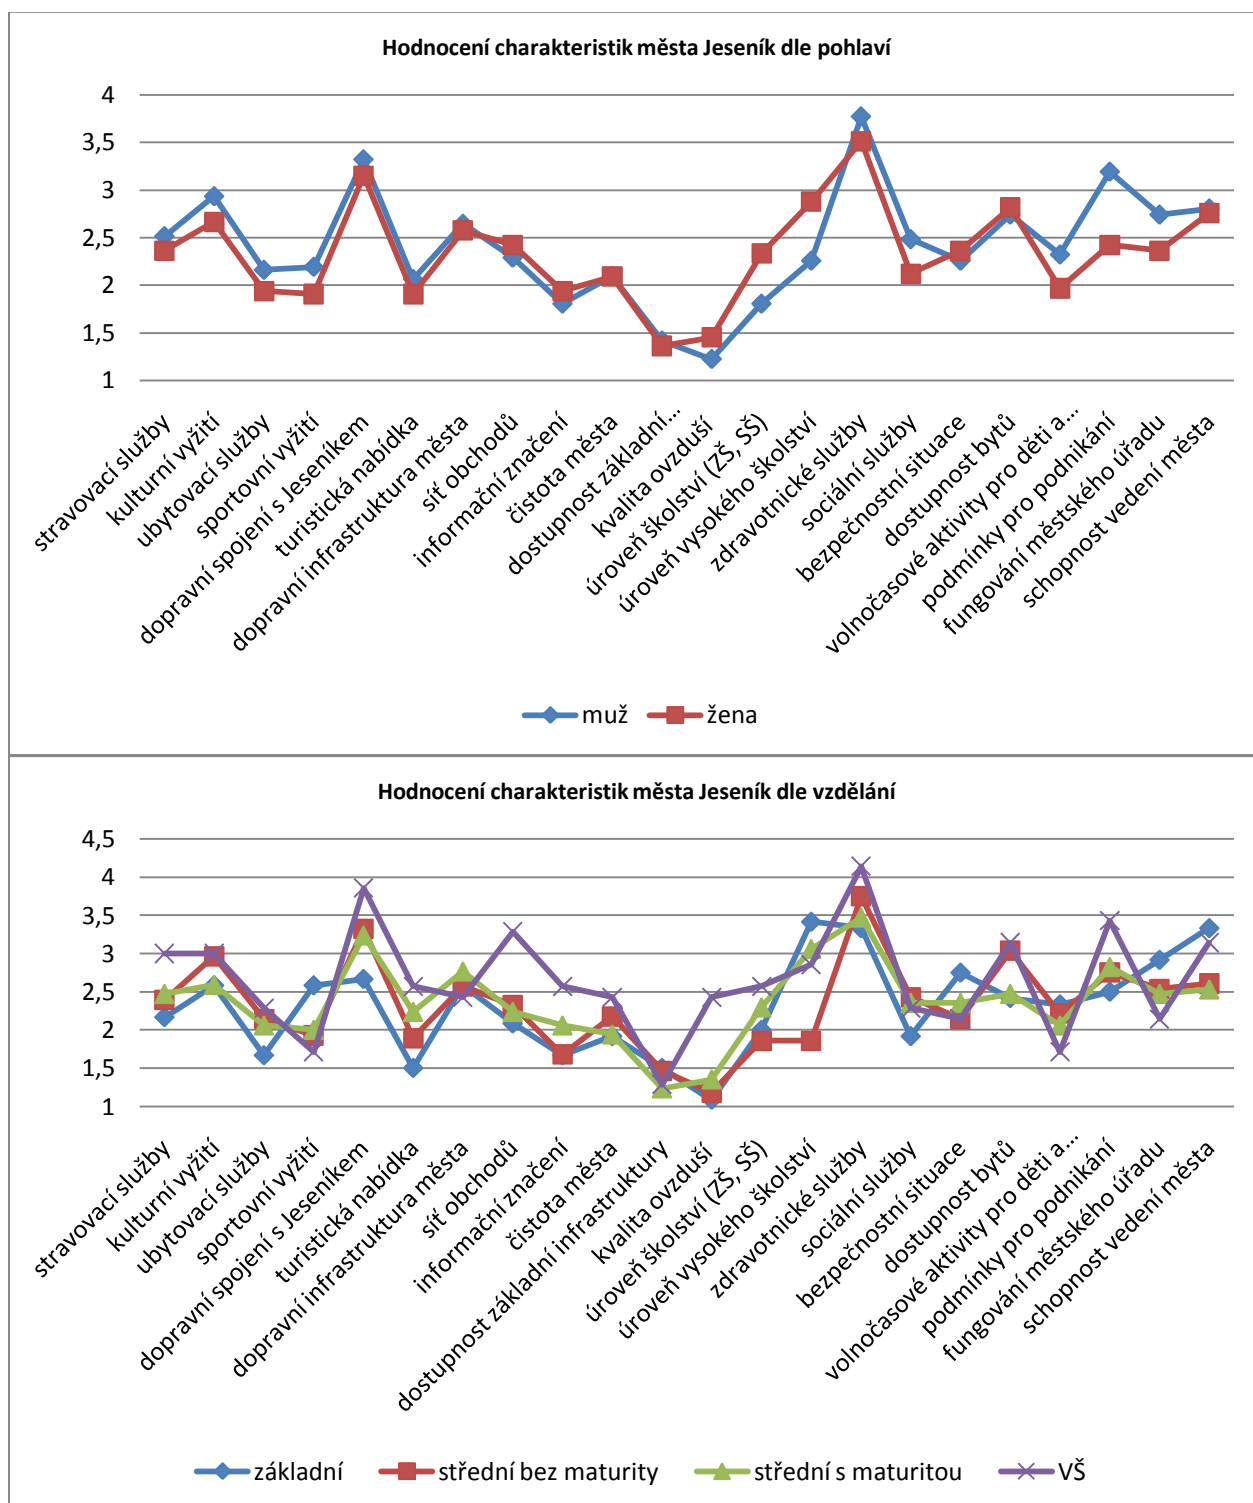 Hodnocení charakteristik města Jeseník dle pohlaví
4
3,5
3
2,5
2
1,5
1
stravovací služby
kulturní vyžití
ubytovací služby
sportovní vyžití
dopravní spojení s Jeseníkem
turistická nabídka
dopravní infrastruktura města
síť obchodů
informační značení
čistota města
dostupnost základní...
kvalita ovzduší
úroveň školství (ZŠ, SŠ)
úroveň vysokého školství
zdravotnické služby
sociální služby
bezpečnostní situace
dostupnost bytů
volnočasové aktivity pro děti a...
podmínky pro podnikání
fungování městského úřadu
schopnost vedení města
muž
žena
Hodnocení charakteristik města Jeseník dle vzdělání
4,5
4
3,5
3
2,5
2
1,5
1
stravovací služby
kulturní vyžití
ubytovací služby
sportovní vyžití
dopravní spojení s Jeseníkem
turistická nabídka
dopravní infrastruktura města
síť obchodů
informační značení
čistota města
dostupnost základní infrastruktury
kvalita ovzduší
úroveň školství (ZŠ, SŠ)
úroveň vysokého školství
zdravotnické služby
sociální služby
bezpečnostní situace
dostupnost bytů
volnočasové aktivity pro děti a...
podmínky pro podnikání
fungování městského úřadu
schopnost vedení města
základní
střední bez maturity
střední s maturitou
VŠ